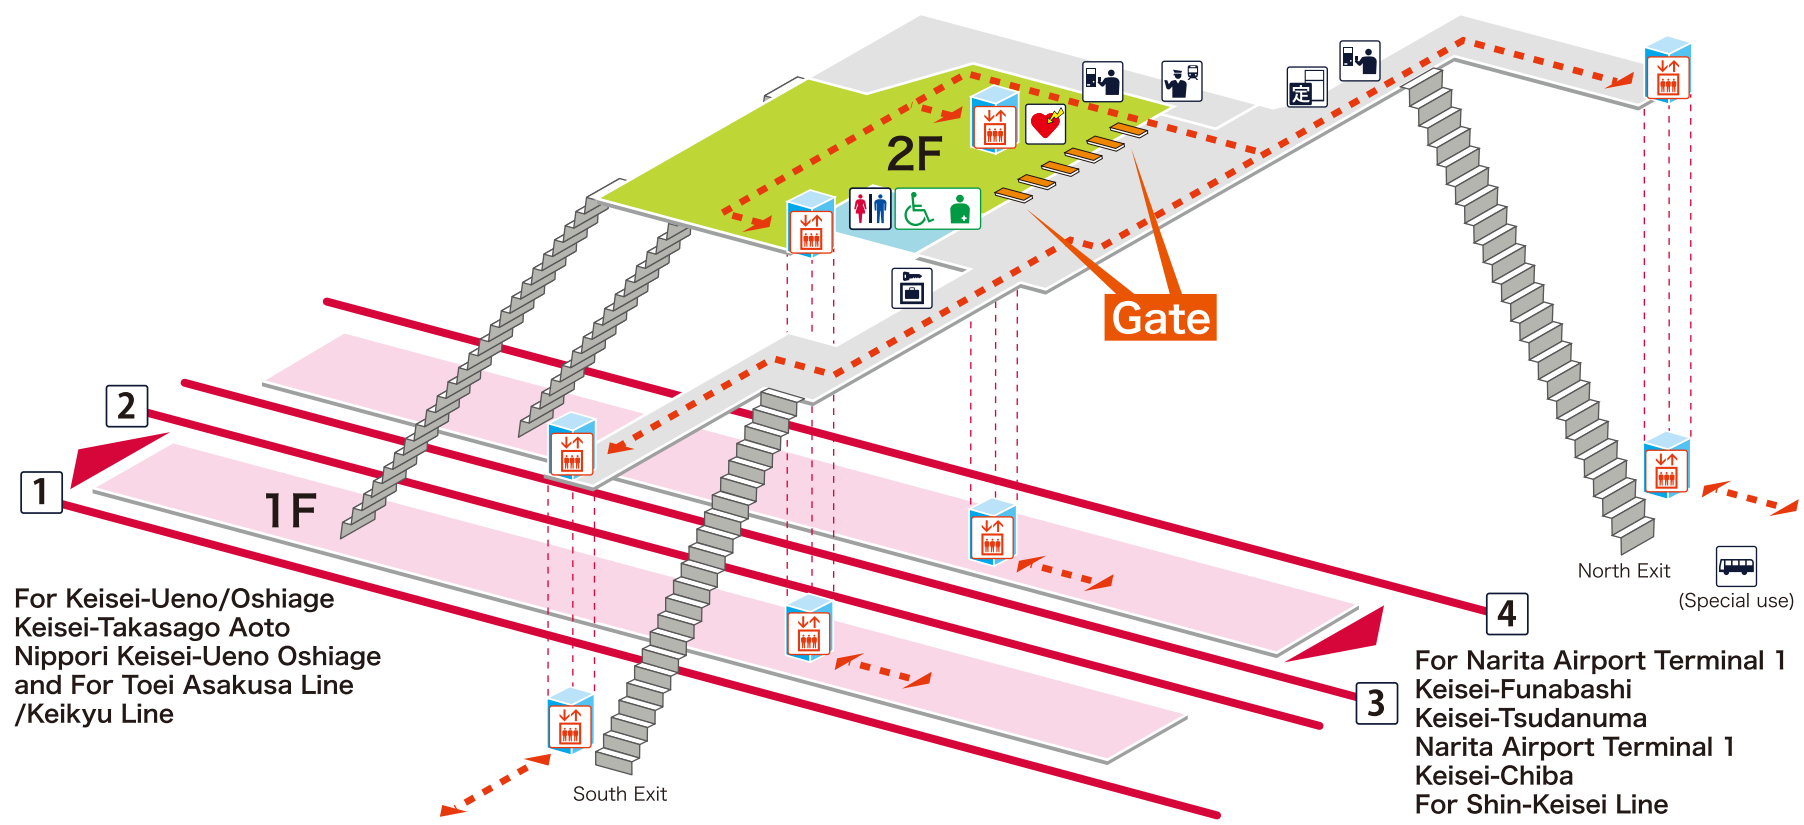 定
2F
Gate
2
1
1F
For Keisei-Ueno/Oshiage
Keisei-Takasago Aoto
Nippori Keisei-Ueno Oshiage
and For Toei Asakusa Line
/Keikyu Line
South Exit
North Exit
(Special use)
4
3
For Narita Airport Terminal 1
Keisei-Funabashi
Keisei-Tsudanuma
Narita Airport Terminal 1
Keisei-Chiba
For Shin-Keisei Line